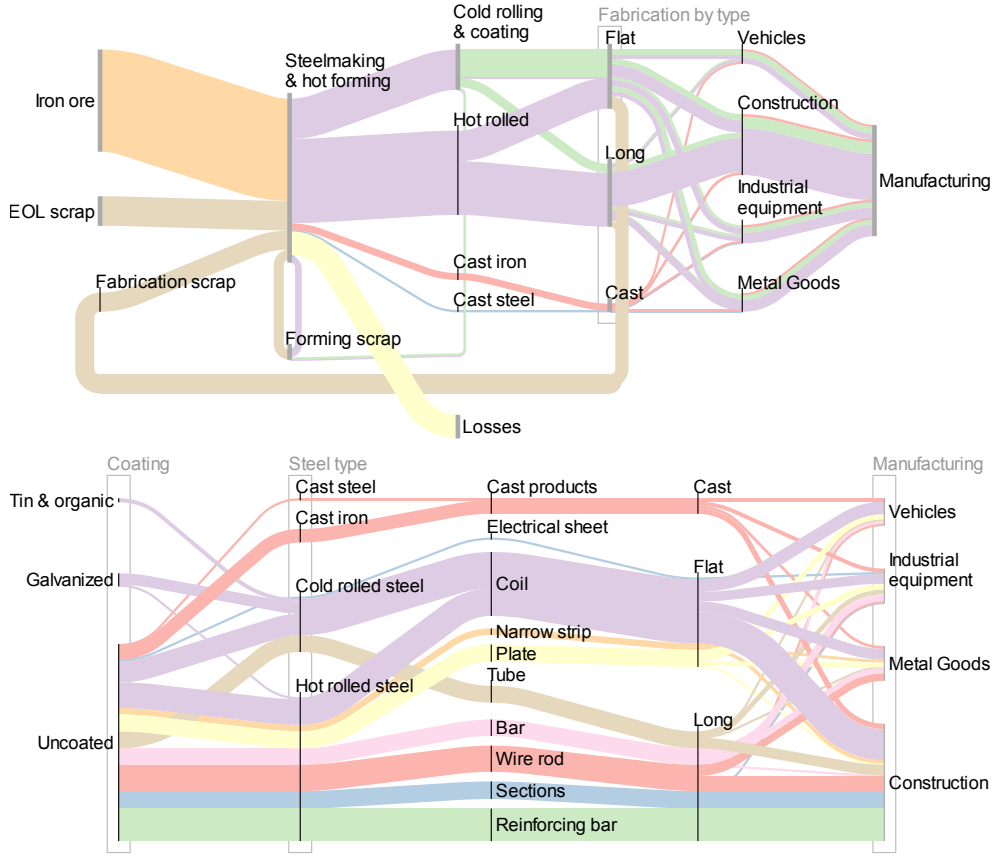 Cold rolling
& coating
Fabrication by type
Flat
Vehicles
Steelmaking
& hot forming
Iron ore
Hot rolled
Construction
Long
Manufacturing
EOL scrap
Industrial
equipment
Fabrication scrap
Cast iron
Cast steel
Cast
Metal Goods
Forming scrap
Losses
Coating
Steel type
Manufacturing
Tin & organic
Cast steel
Cast products
Cast
Vehicles
Cast iron
Electrical sheet
Galvanized
Cold rolled steel
Coil
Flat
Industrial
equipment
Narrow strip
Plate
Metal Goods
Tube
Hot rolled steel
Long
Uncoated
Bar
Wire rod
Construction
Sections
Reinforcing bar